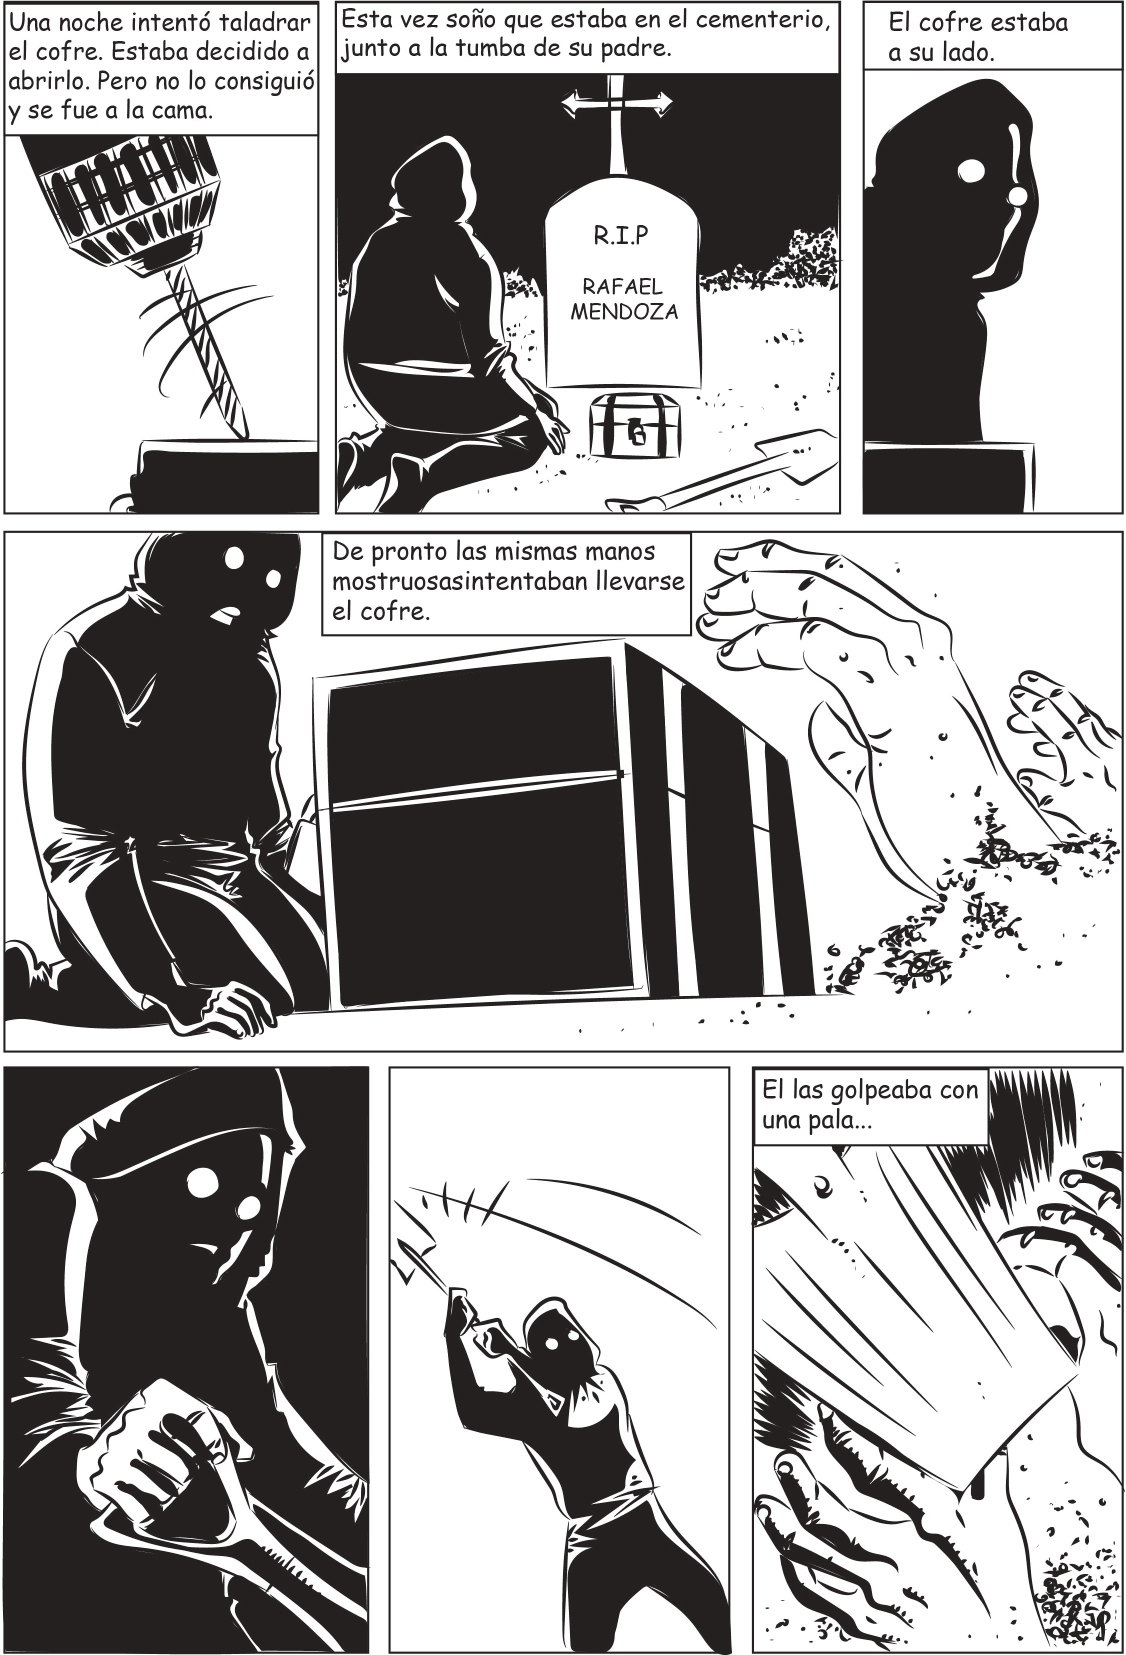 Una noche intentó taladrar
el cofre. Estaba decidido a
abrirlo. Pero no lo consiguió
y se fue a la cama.
Esta vez soño que estaba en el cementerio,
junto a la tumba de su padre.
R.I.P
RAFAEL
MENDOZA
El cofre estaba
a su lado.
De pronto las mismas manos
mostruosasintentaban llevarse
el cofre.
El las golpeaba con
una pala...